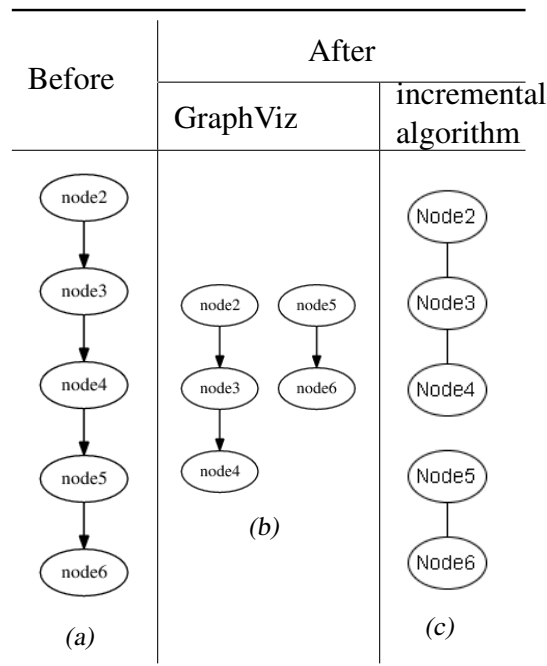 Before
After
GraphViz
incremental
algorithm
node2
node3
node4
node5
node6
(a)
node2
node5
node3
node6
node4
(b)
Node2
Node3
Node4
Node5
Node6
(c)